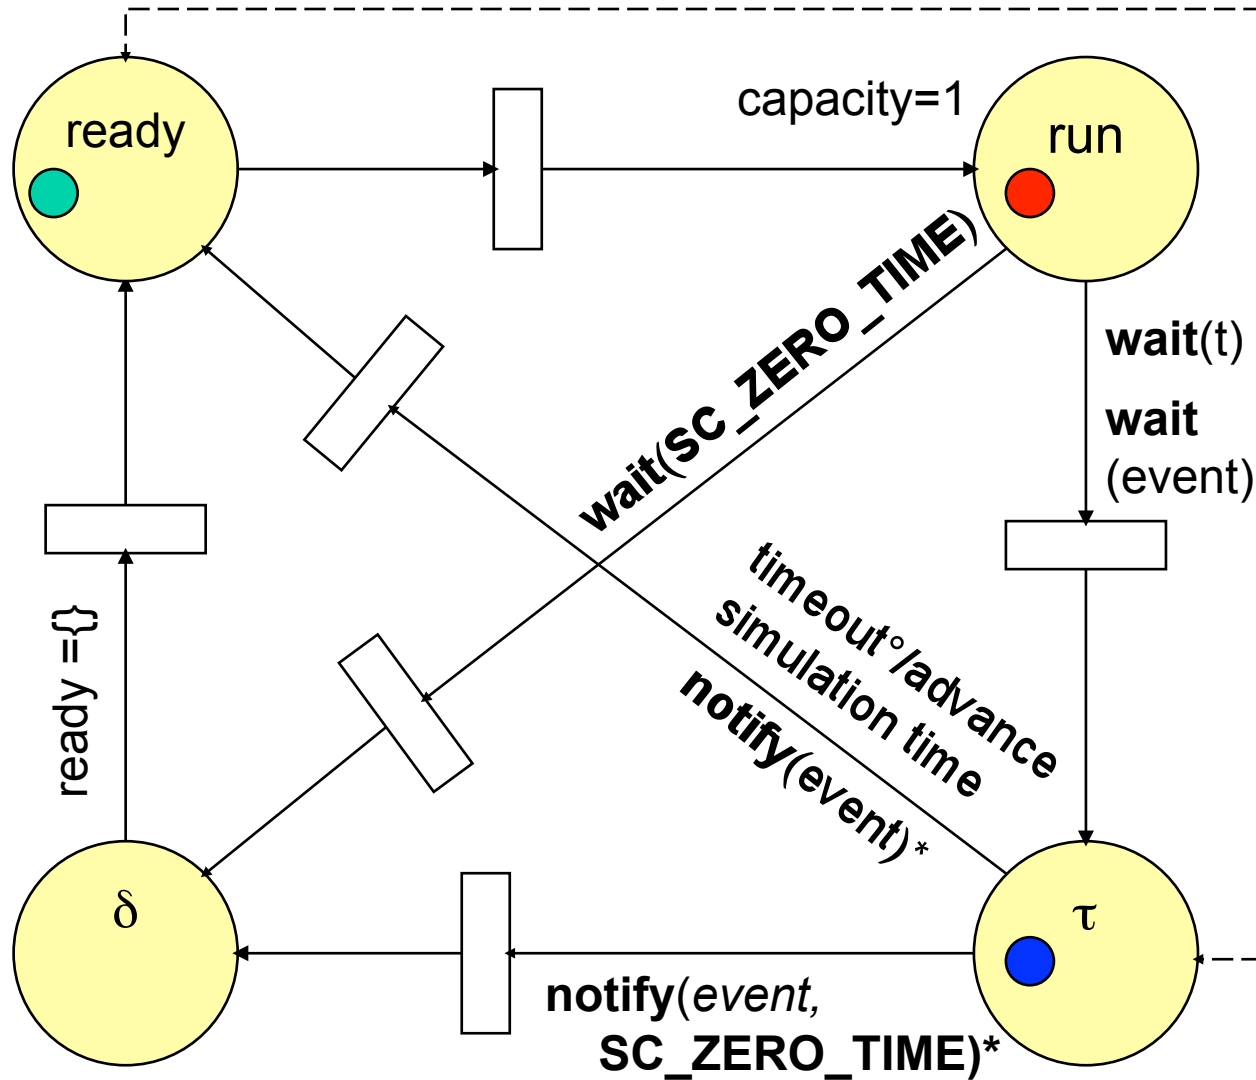 ready
capacity=1
run
wait(SC_ZERO_TIME)
wait(t)
wait
(event)
timeout°/advance
simulation time
notify(event)*
ready ={}
δ
τ
notify(event,
SC_ZERO_TIME)*